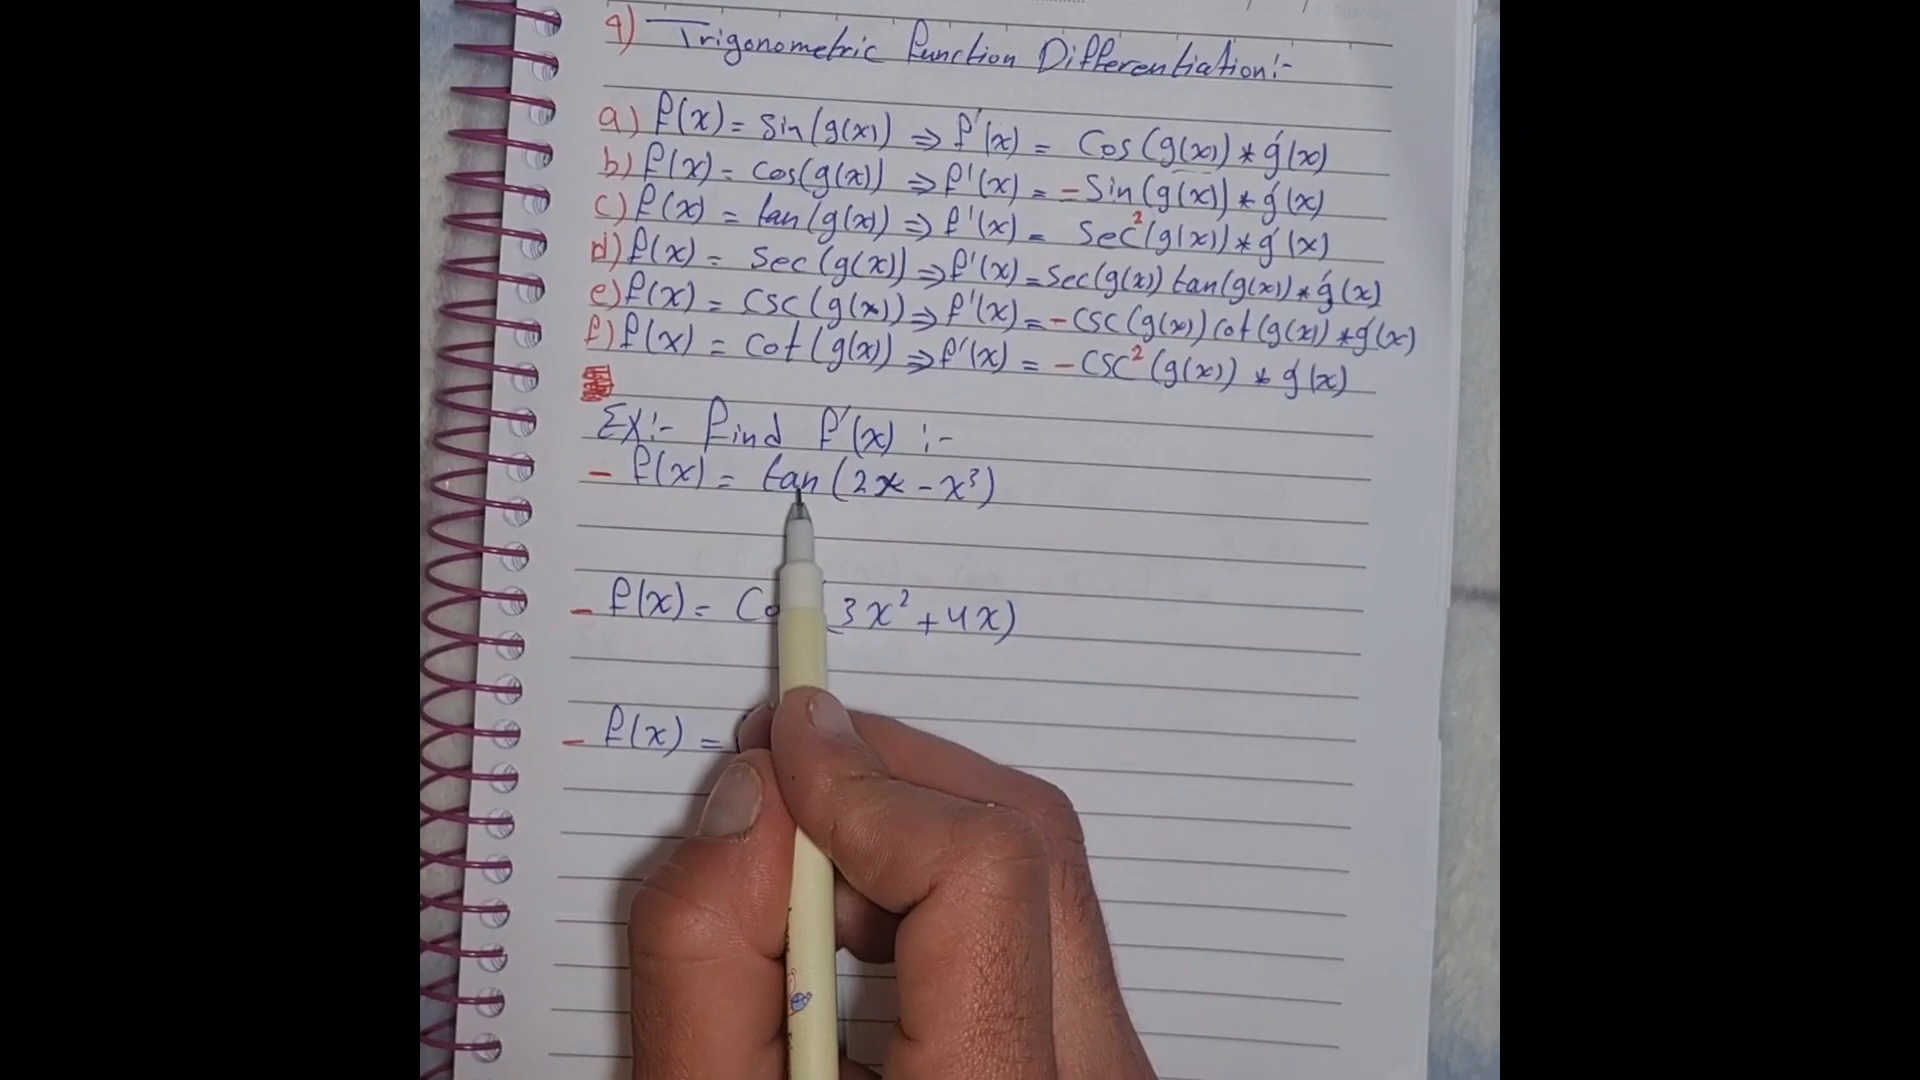 9) Trigonometric Function Differentiation:-
a) f(x) = Sin(g(x)) ⇒ f'(x) = Cos(g(x)) * g'(x)
b) f(x) = Cos(g(x)) ⇒ f'(x) = -Sin(g(x)) * g'(x)
c) f(x) = tan(g(x)) ⇒ f'(x) = Sec²(g(x)) * g'(x)
d) f(x) = Sec(g(x)) ⇒ f'(x) = Sec(g(x)) tan(g(x)) * g'(x)
e) f(x) = CSC(g(x)) ⇒ f'(x) = -CSC(g(x)) Cot(g(x)) * g'(x)
f) f(x) = Cot(g(x)) ⇒ f'(x) = -CSC²(g(x)) * g'(x)
EX:- Find f'(x) :-
- f(x) = tan(2x - x³)
- f(x) = (3x² + 4x)
- f(x) =